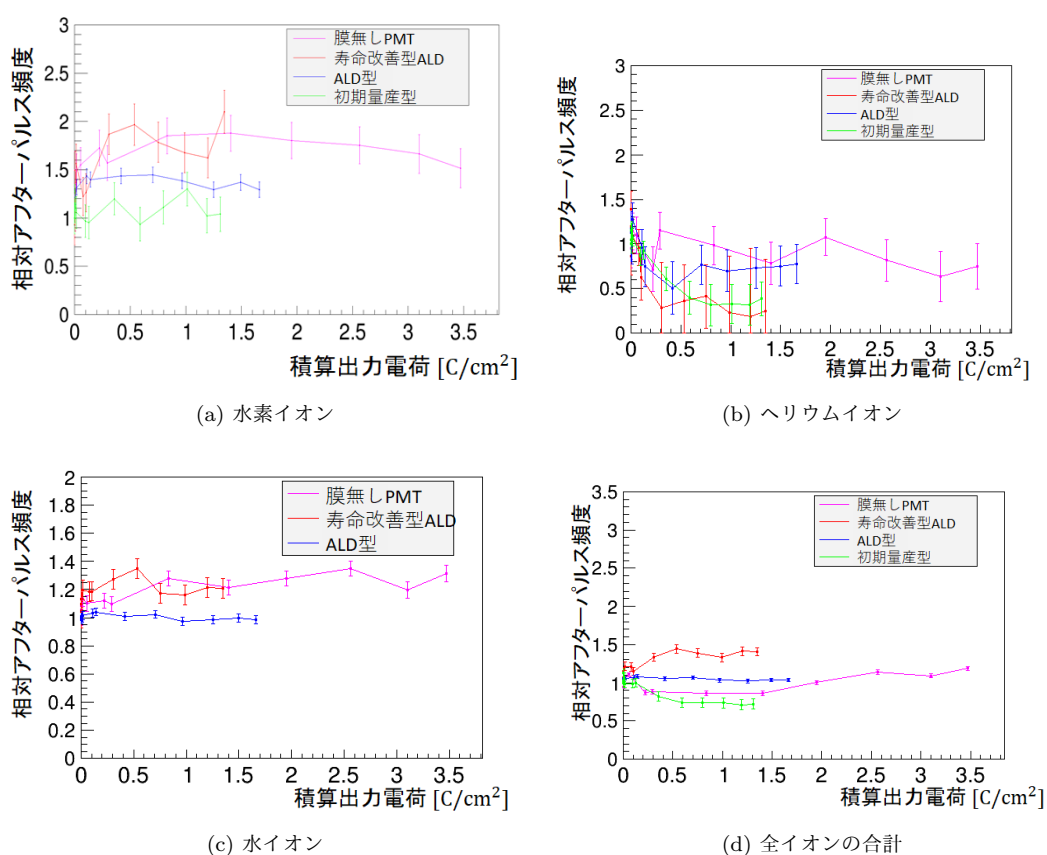 3
2.5
2
1.5
1
0.5
0
0 0.5 1 1.5 2 2.5 3 3.5
相対アフターパルス頻度
積算出力電荷 [C/cm²]
膜無しPMT
寿命改善型ALD
ALD型
初期量産型
(a) 水素イオン
3
2.5
2
1.5
1
0.5
0
0 0.5 1 1.5 2 2.5 3 3.5
相対アフターパルス頻度
積算出力電荷 [C/cm²]
膜無しPMT
寿命改善型ALD
ALD型
初期量産型
(b) ヘリウムイオン
2
1.8
1.6
1.4
1.2
1
0.8
0.6
0.4
0.2
0
0 0.5 1 1.5 2 2.5 3 3.5
相対アフターパルス頻度
積算出力電荷 [C/cm²]
膜無しPMT
寿命改善型ALD
ALD型
(c) 水イオン
3.5
3
2.5
2
1.5
1
0.5
0
0 0.5 1 1.5 2 2.5 3 3.5
相対アフターパルス頻度
積算出力電荷 [C/cm²]
膜無しPMT
寿命改善型ALD
ALD型
初期量産型
(d) 全イオンの合計